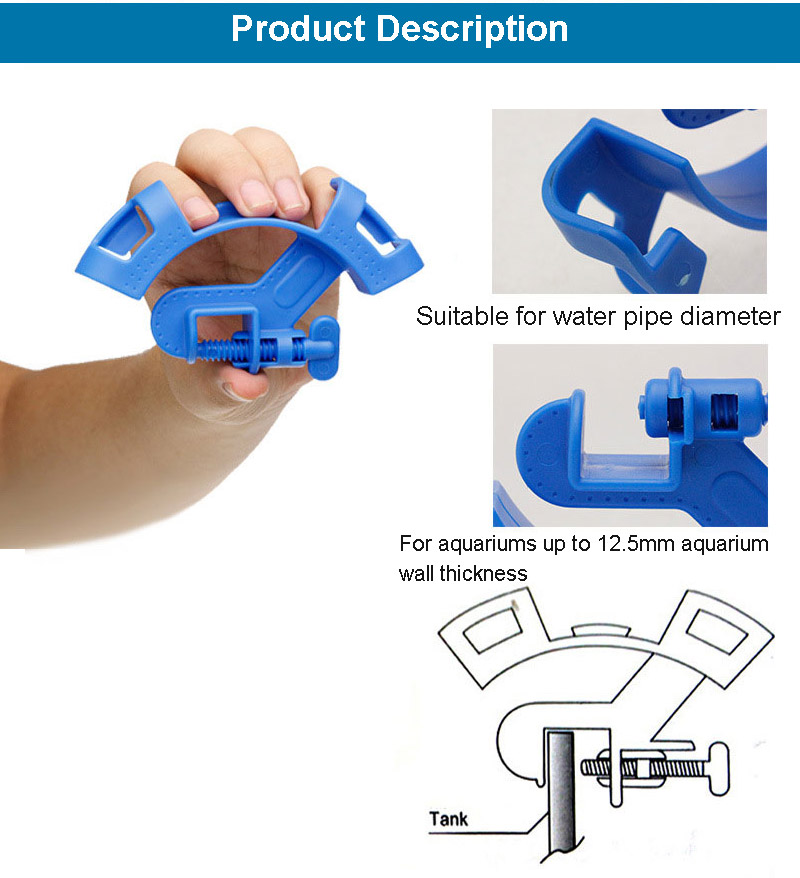 Product Description
Suitable for water pipe diameter
For aquariums up to 12.5mm aquarium
wall thickness
Tank